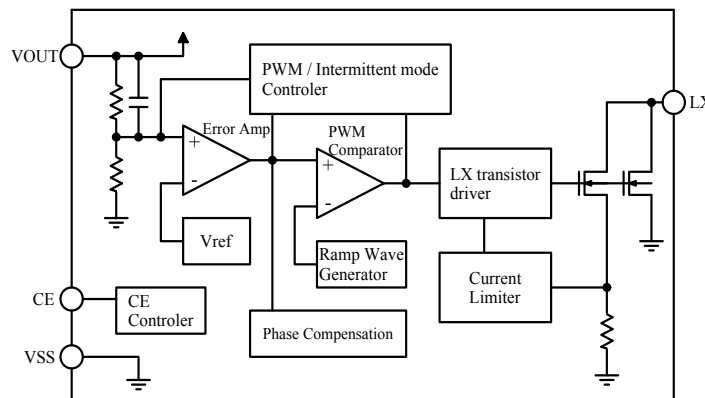 VOUT
PWM / Intermittent mode
Controler
LX
Error Amp
PWM
Comparator
+
-
+
-
LX transistor
driver
Vref
Ramp Wave
Generator
Current
Limiter
CE
CE
Controler
Phase Compensation
VSS